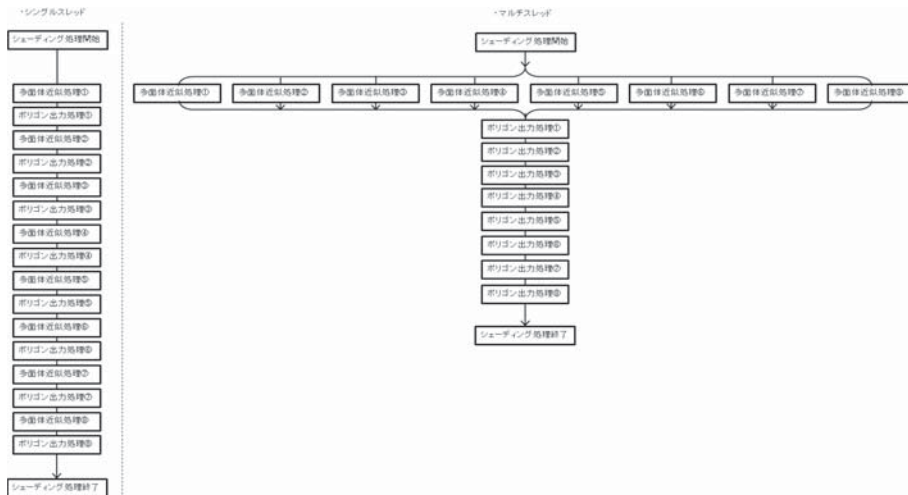 ・シングルスレッド
シェーディング処理開始
多面体近似処理①
ポリゴン出力処理①
多面体近似処理②
ポリゴン出力処理②
多面体近似処理③
ポリゴン出力処理③
多面体近似処理④
ポリゴン出力処理④
多面体近似処理⑤
ポリゴン出力処理⑤
多面体近似処理⑥
ポリゴン出力処理⑥
多面体近似処理⑦
ポリゴン出力処理⑦
多面体近似処理⑧
ポリゴン出力処理⑧
シェーディング処理終了
・マルチスレッド
シェーディング処理開始
多面体近似処理①
多面体近似処理②
多面体近似処理③
多面体近似処理④
多面体近似処理⑤
多面体近似処理⑥
多面体近似処理⑦
多面体近似処理⑧
ポリゴン出力処理①
ポリゴン出力処理②
ポリゴン出力処理③
ポリゴン出力処理④
ポリゴン出力処理⑤
ポリゴン出力処理⑥
ポリゴン出力処理⑦
ポリゴン出力処理⑧
シェーディング処理終了